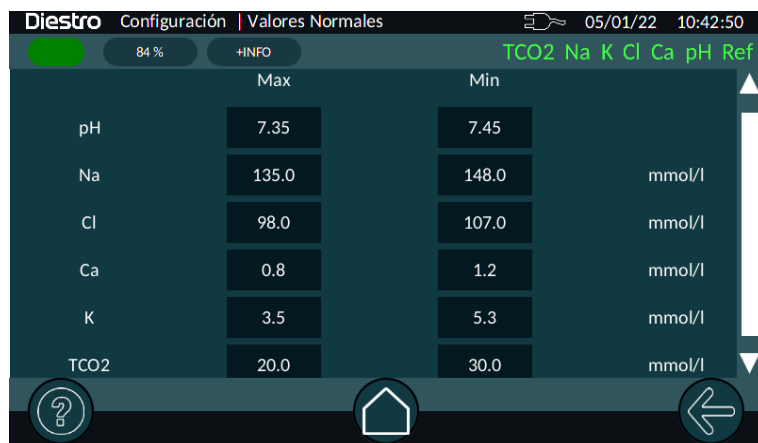 Diestro Configuración | Valores Normales 05/01/22 10:42:50
84 % +INFO TCO2 Na K Cl Ca pH Ref
Max Min
pH 7.35 7.45
Na 135.0 148.0 mmol/l
Cl 98.0 107.0 mmol/l
Ca 0.8 1.2 mmol/l
K 3.5 5.3 mmol/l
TCO2 20.0 30.0 mmol/l
?